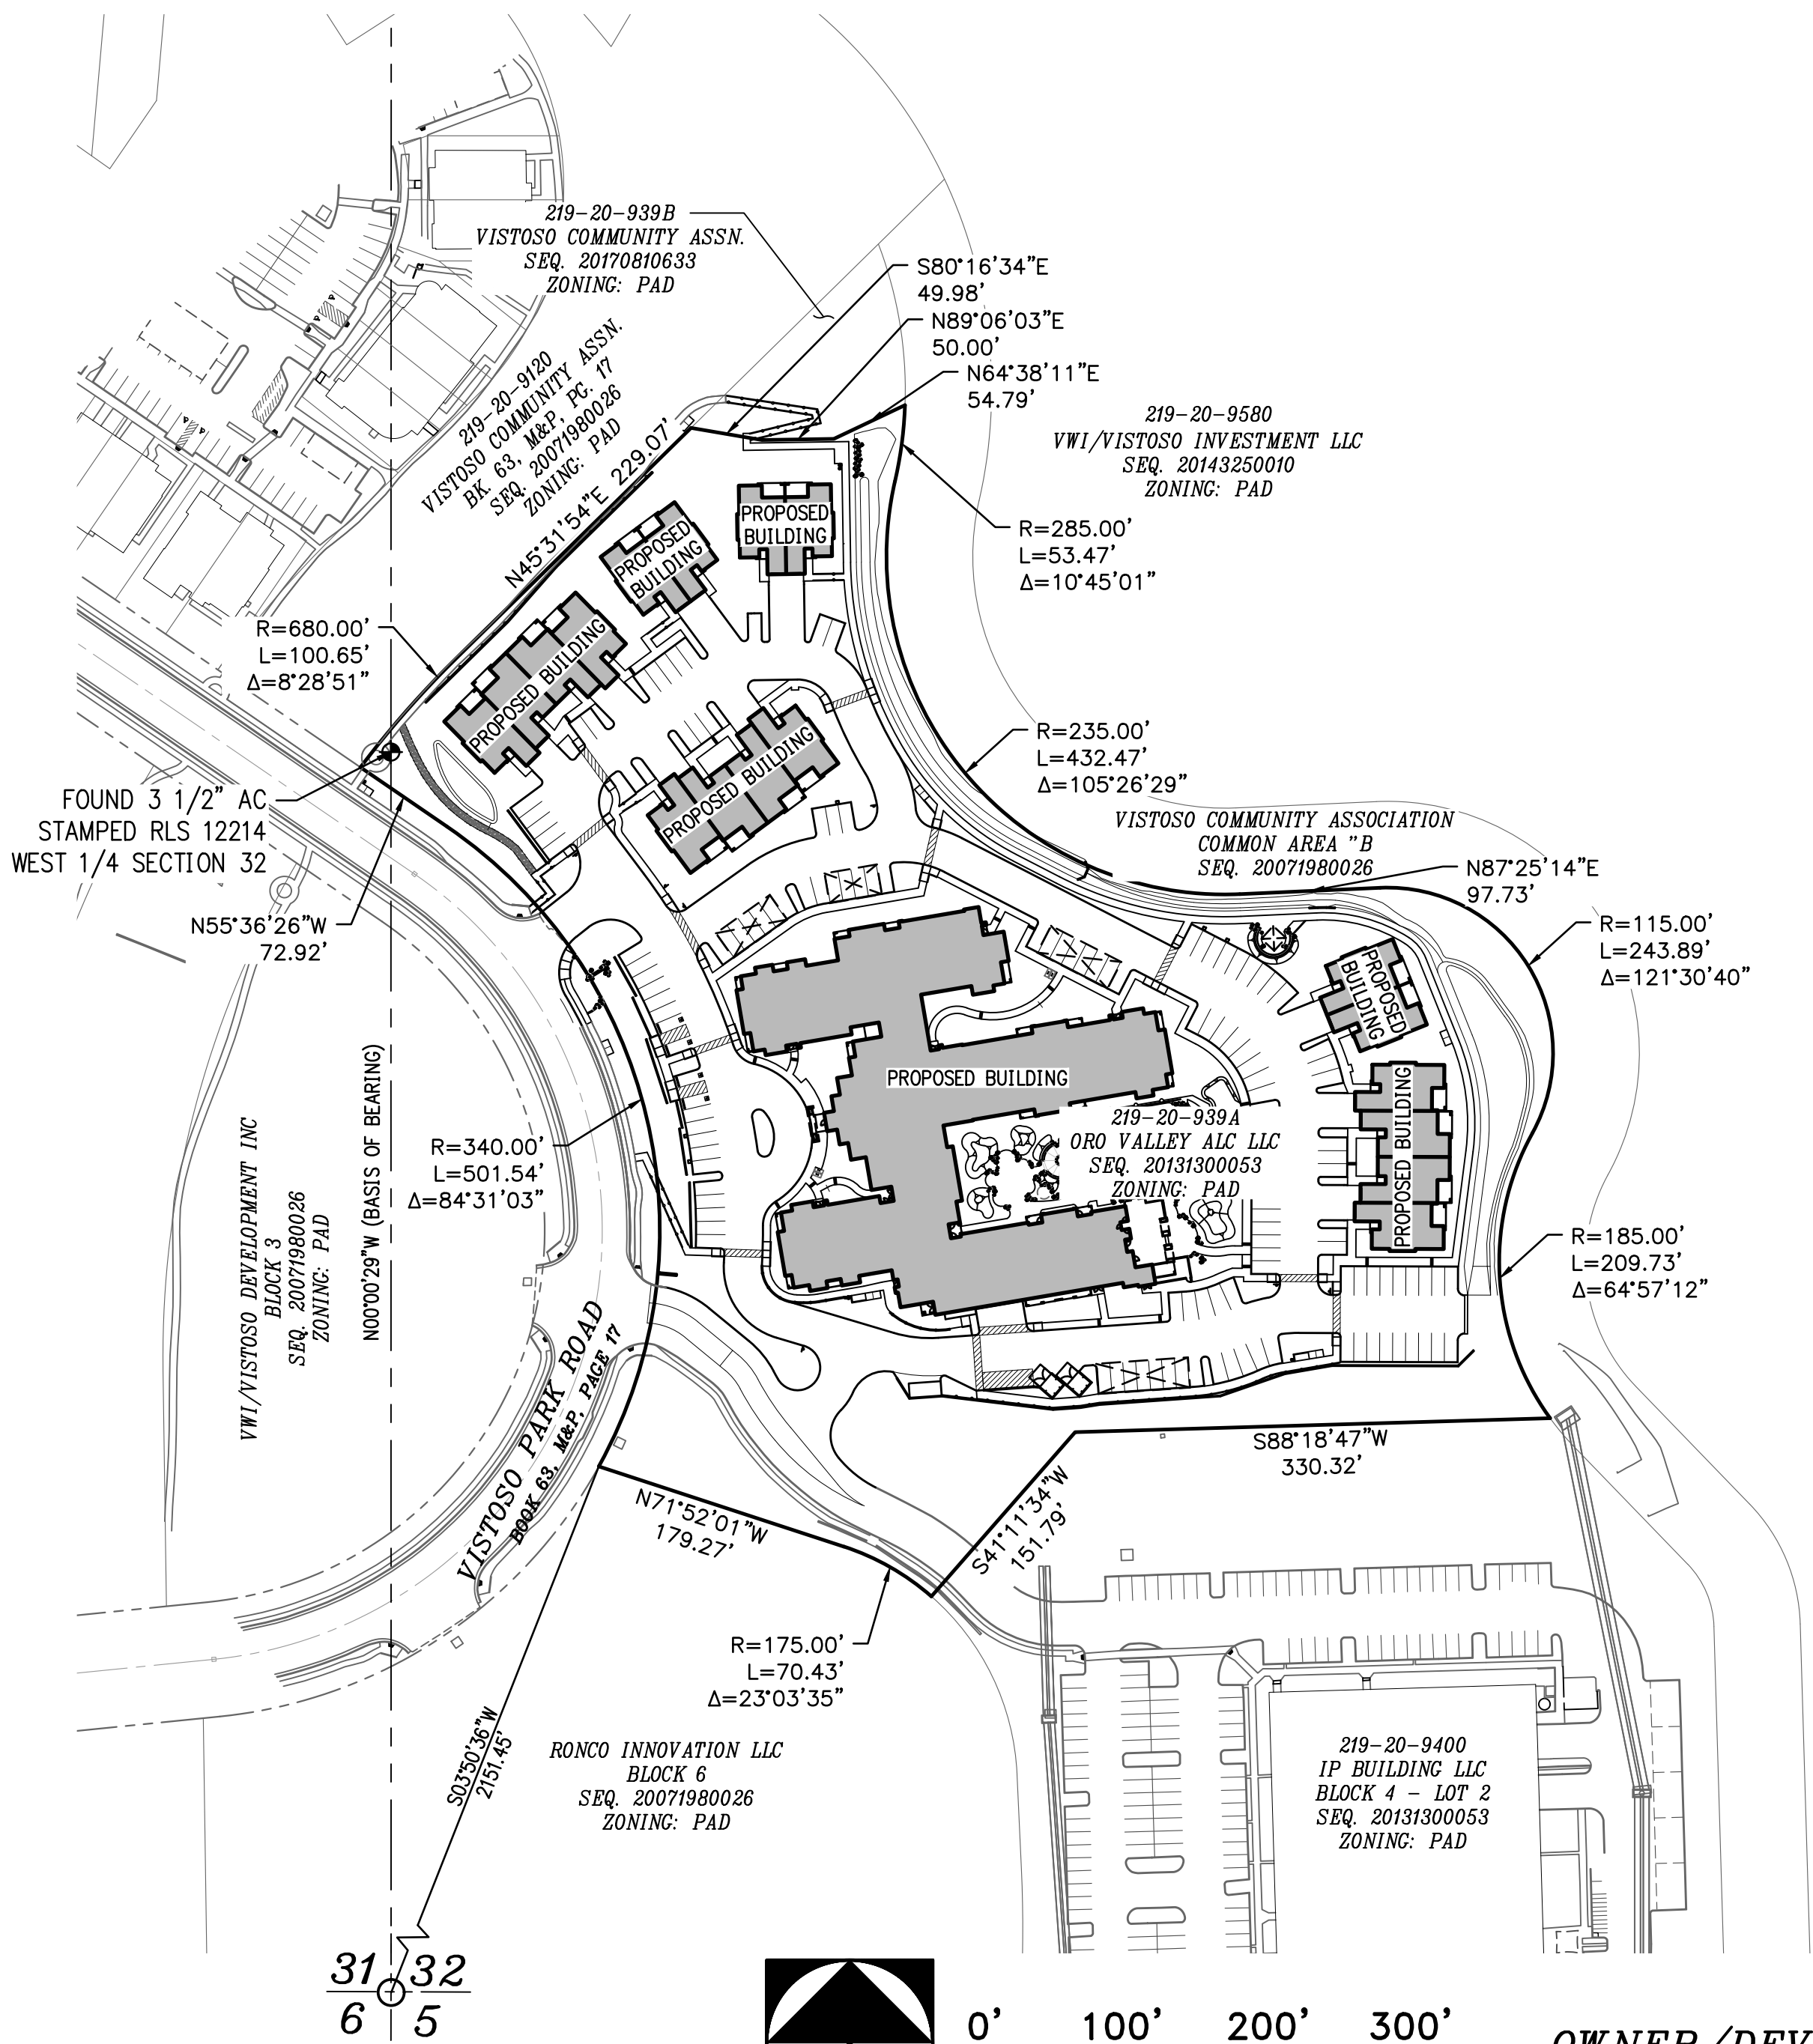 219-20-939B
VISTOSO COMMUNITY ASSN.
SEQ. 20170810633
ZONING: PAD
S80°16'34"E
49.98'
N89°06'03"E
50.00'
N64°38'11"E
54.79'
219-20-9120
VISTOSO COMMUNITY ASSN.
BK. 63, M&P, PG. 17
SEQ. 20071980026
ZONING: PAD
N45°31'54"E 229.07'
219-20-9580
VWI/VISTOSO INVESTMENT LLC
SEQ. 20143250010
ZONING: PAD
PROPOSED
BUILDING
PROPOSED
BUILDING
R=285.00'
L=53.47'
Δ=10°45'01"
R=680.00'
L=100.65'
Δ=8°28'51"
PROPOSED BUILDING
PROPOSED BUILDING
R=235.00'
L=432.47'
Δ=105°26'29"
FOUND 3 1/2" AC
STAMPED RLS 12214
WEST 1/4 SECTION 32
VISTOSO COMMUNITY ASSOCIATION
COMMON AREA "B
SEQ. 20071980026
N87°25'14"E
97.73'
N55°36'26"W
72.92'
R=115.00'
L=243.89'
Δ=121°30'40"
PROPOSED
BUILDING
PROPOSED BUILDING
PROPOSED BUILDING
219-20-939A
ORO VALLEY ALC LLC
SEQ. 20131300053
ZONING: PAD
N00°00'29"W (BASIS OF BEARING)
R=340.00'
L=501.54'
Δ=84°31'03"
VWI/VISTOSO DEVELOPMENT INC
BLOCK 3
SEQ. 20071980026
ZONING: PAD
R=185.00'
L=209.73'
Δ=64°57'12"
VISTOSO PARK ROAD
BOOK 63, M&P, PAGE 17
S88°18'47"W
330.32'
N71°52'01"W
179.27'
S41°11'34"W
151.79'
R=175.00'
L=70.43'
Δ=23°03'35"
S03°50'36"W
2151.45'
RONCO INNOVATION LLC
BLOCK 6
SEQ. 20071980026
ZONING: PAD
219-20-9400
IP BUILDING LLC
BLOCK 4 - LOT 2
SEQ. 20131300053
ZONING: PAD
31 32
6 5
0' 100' 200' 300'